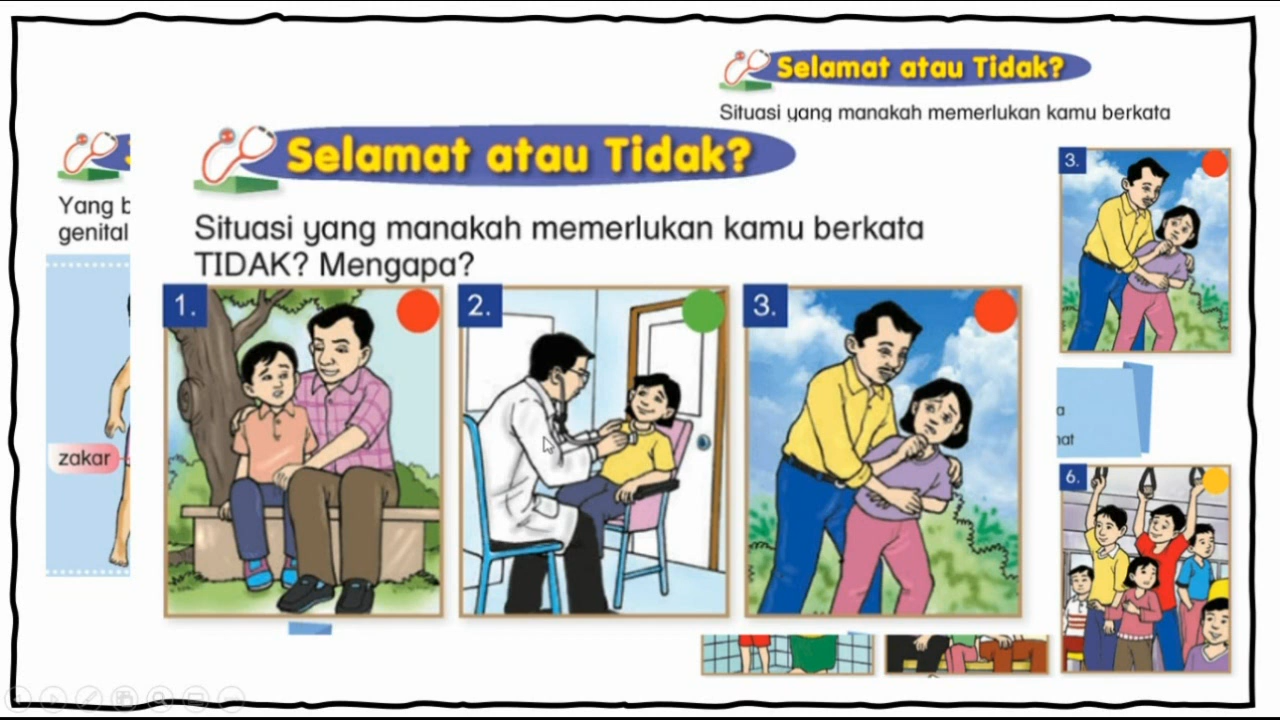 Selamat atau Tidak?
Situasi yang manakah memerlukan kamu berkata
Selamat atau Tidak?
Situasi yang manakah memerlukan kamu berkata
TIDAK? Mengapa?
Yang
genital
zakar
1.
2.
3.
3.
6.